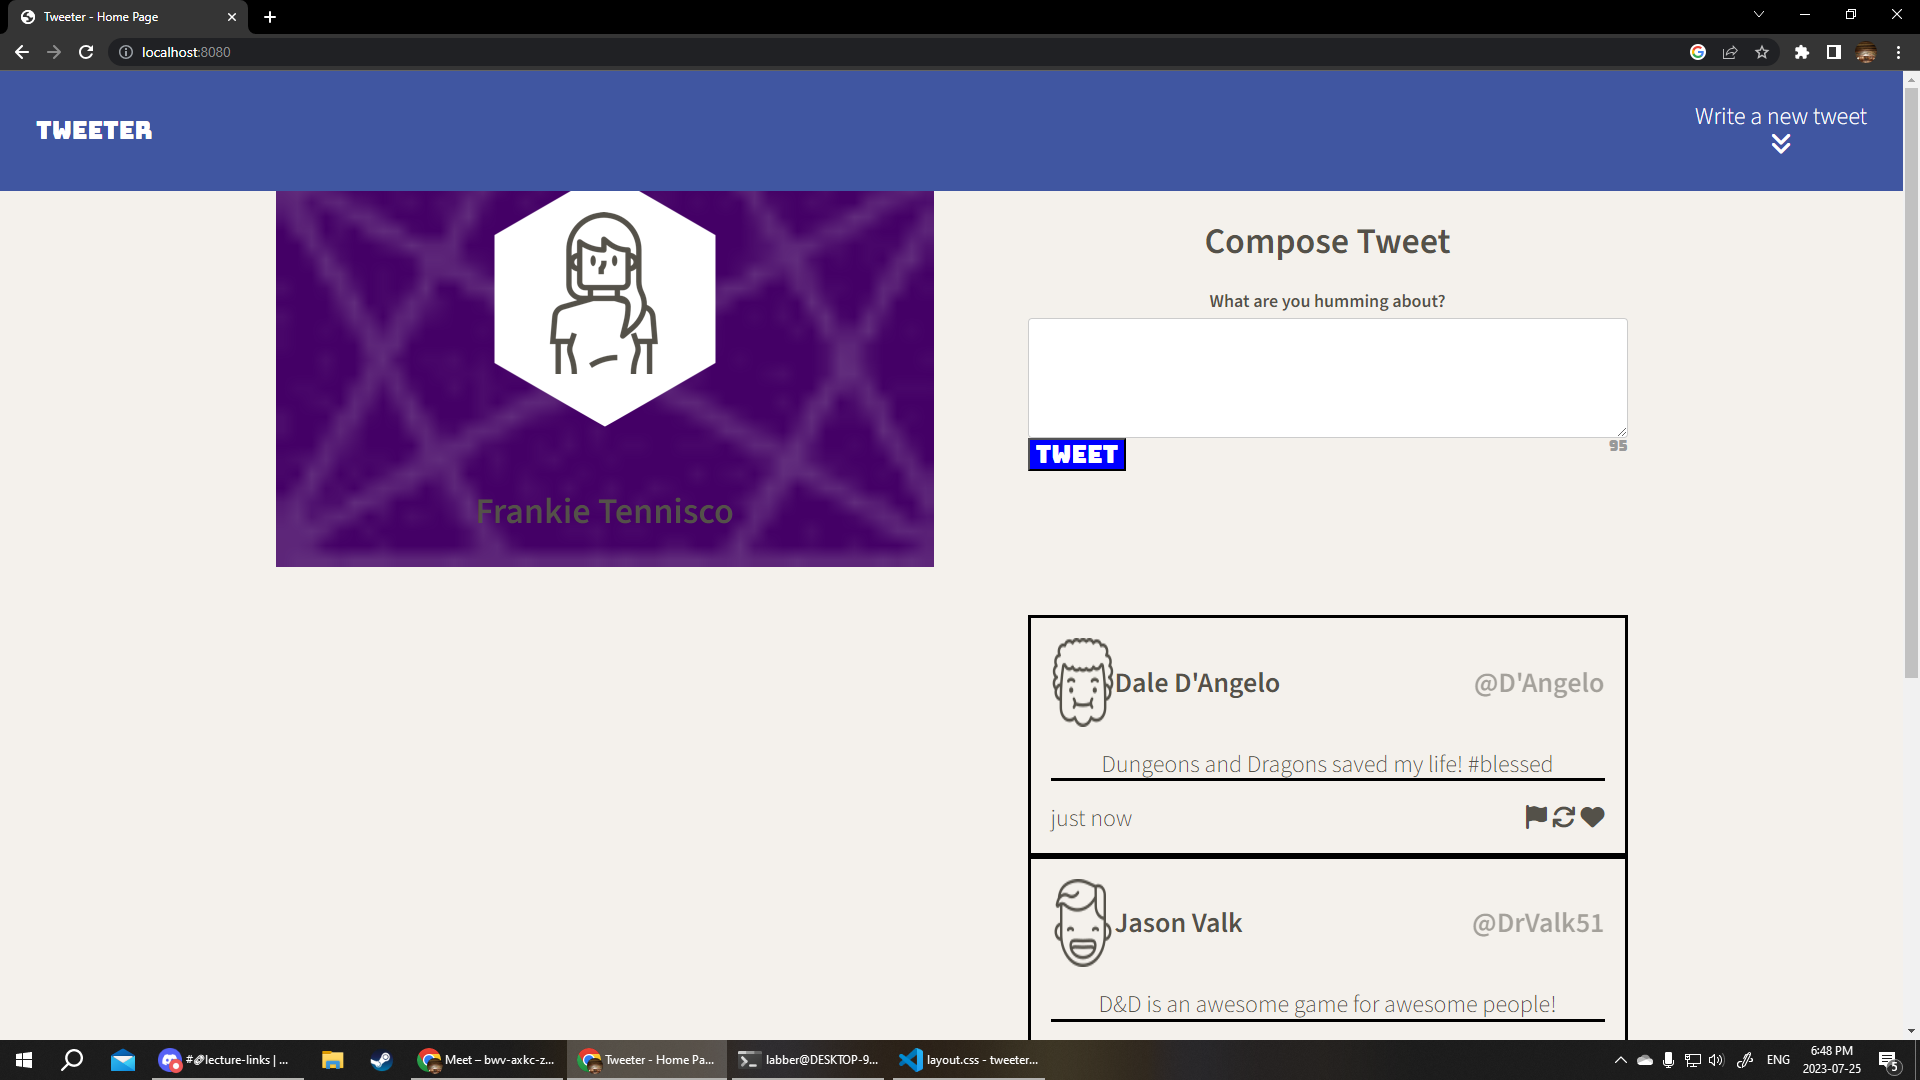 Tweeter - Home Page
localhost:8080
TWEETER
Write a new tweet
Frankie Tennisco
Compose Tweet
What are you humming about?
TWEET
95
Dale D'Angelo
@D'Angelo
Dungeons and Dragons saved my life! #blessed
just now
Jason Valk
@DrValk51
D&D is an awesome game for awesome people!
#🔗lecture-links | ...
Meet – bwv-axkc-z...
Tweeter - Home Pa...
labber@DESKTOP-9...
layout.css - tweeter...
ENG
6:48 PM
2023-07-25
5